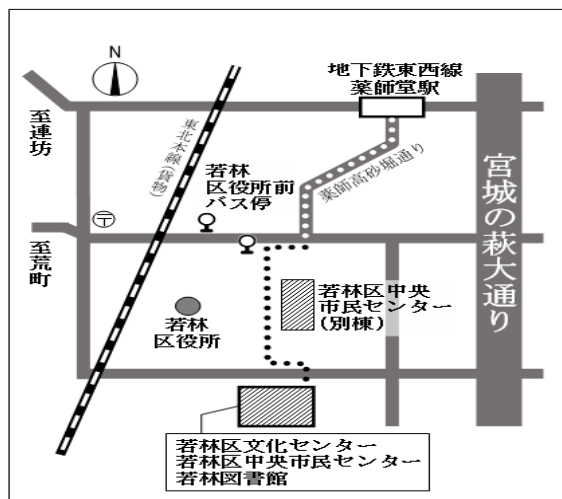 N
地下鉄東西線
薬師堂駅
至連坊
東北本線(貨物)
若林
区役所前
バス停
薬師高砂堀通り
宮城の萩大通り
〒
至荒町
若林区中央
市民センター
(別棟)
若林
区役所
若林区文化センター
若林区中央市民センター
若林図書館